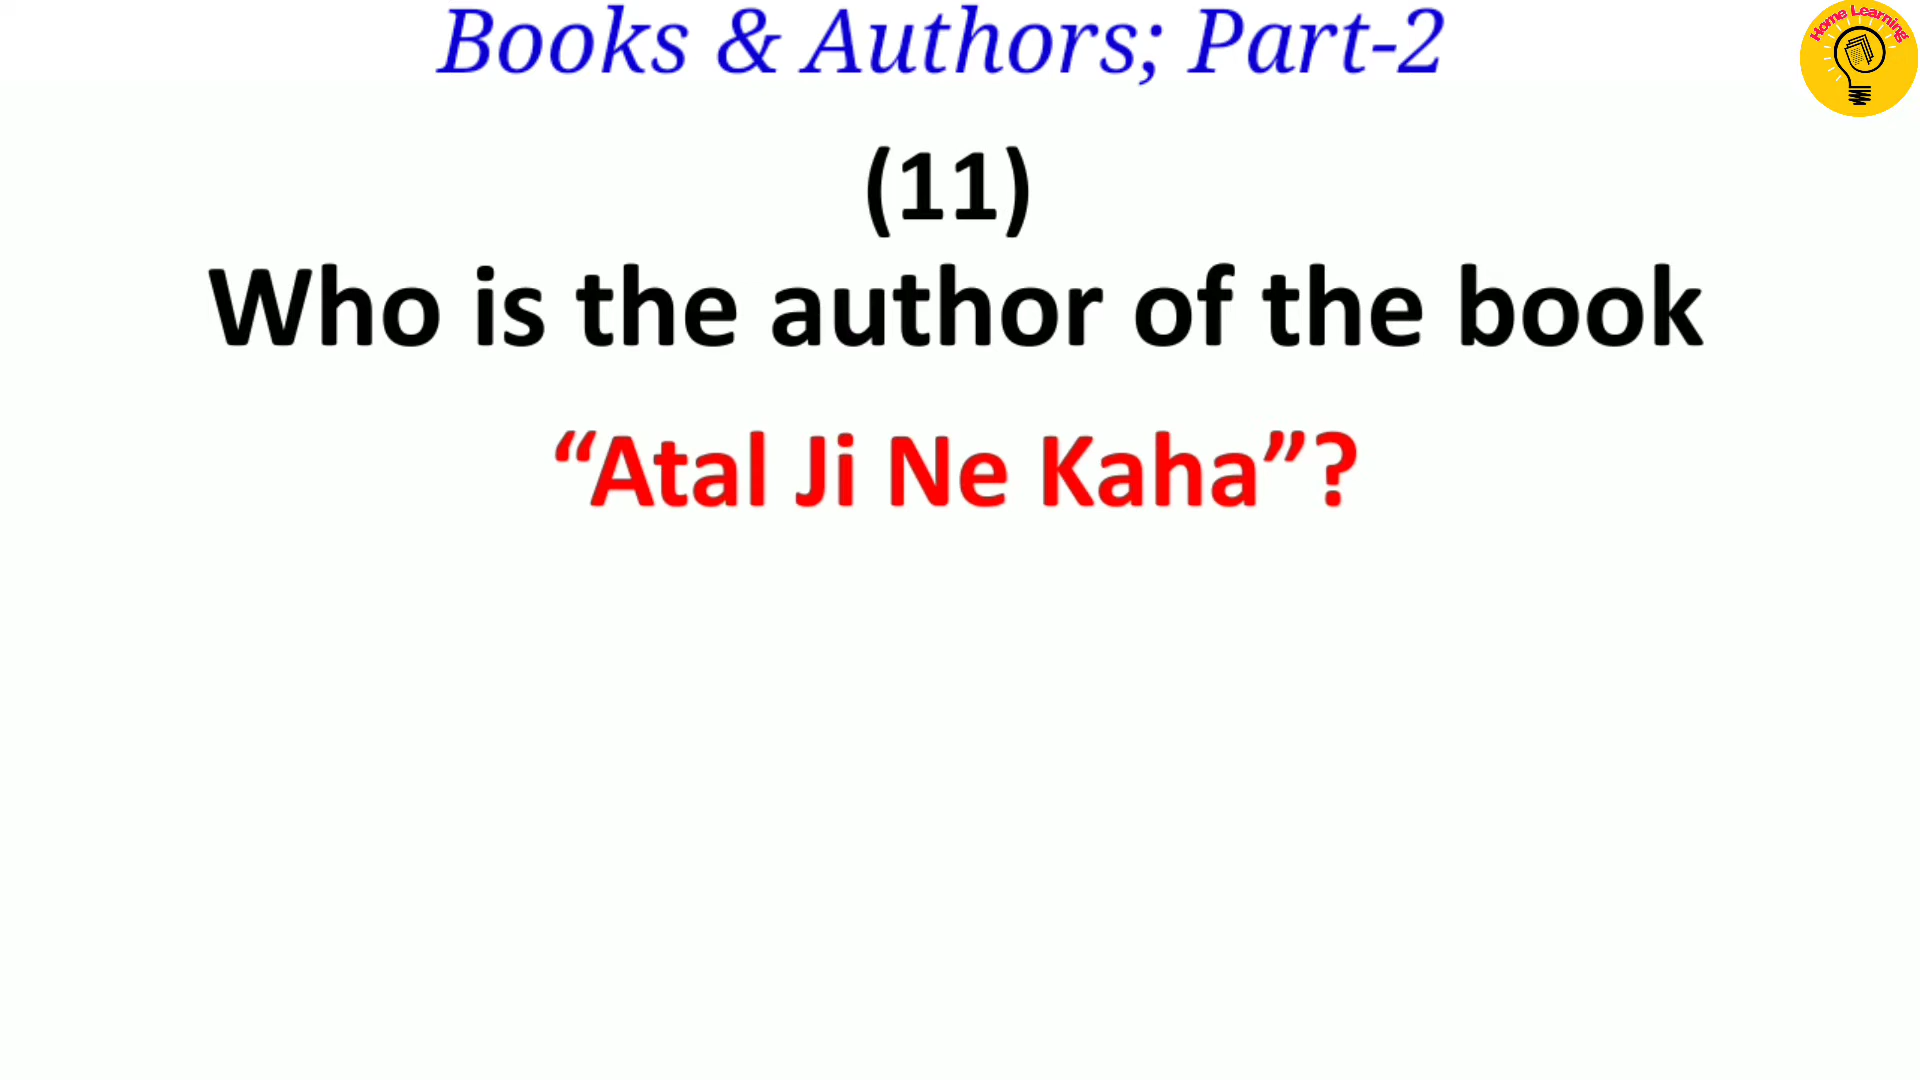 Books & Authors; Part-2
Home Learning
(11)
Who is the author of the book
“Atal Ji Ne Kaha”?